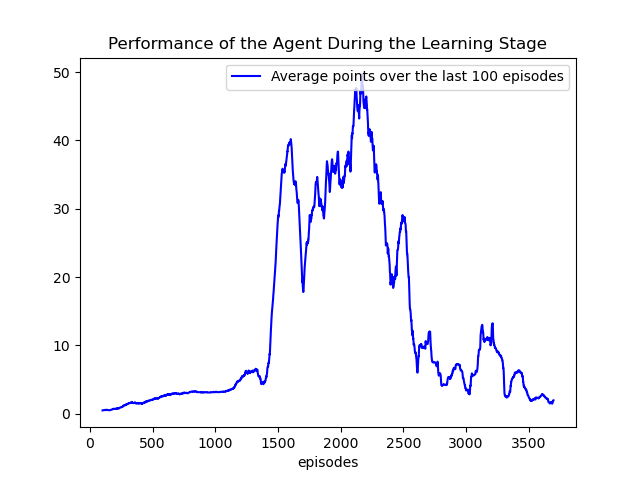 Performance of the Agent During the Learning Stage
Average points over the last 100 episodes
50
40
30
20
10
0
0 500 1000 1500 2000 2500 3000 3500
episodes